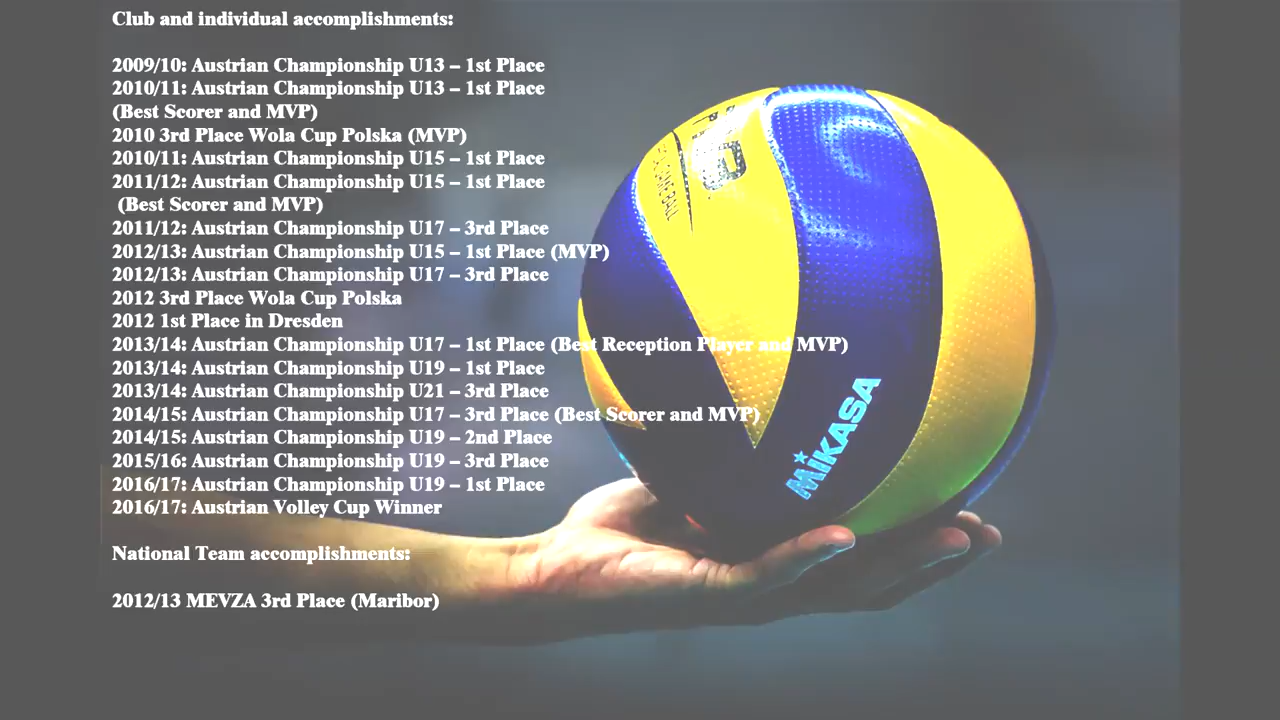 Club and individual accomplishments:
2009/10: Austrian Championship U13 – 1st Place
2010/11: Austrian Championship U13 – 1st Place
(Best Scorer and MVP)
2010 3rd Place Wola Cup Polska (MVP)
2010/11: Austrian Championship U15 – 1st Place
2011/12: Austrian Championship U15 – 1st Place
(Best Scorer and MVP)
2011/12: Austrian Championship U17 – 3rd Place
2012/13: Austrian Championship U15 – 1st Place (MVP)
2012/13: Austrian Championship U17 – 3rd Place
2012 3rd Place Wola Cup Polska
2012 1st Place in Dresden
2013/14: Austrian Championship U17 – 1st Place (Best Reception Player and MVP)
2013/14: Austrian Championship U19 – 1st Place
2013/14: Austrian Championship U21 – 3rd Place
2014/15: Austrian Championship U17 – 3rd Place (Best Scorer and MVP)
2014/15: Austrian Championship U19 – 2nd Place
2015/16: Austrian Championship U19 – 3rd Place
2016/17: Austrian Championship U19 – 1st Place
2016/17: Austrian Volley Cup Winner
National Team accomplishments:
2012/13 MEVZA 3rd Place (Maribor)
MIKASA